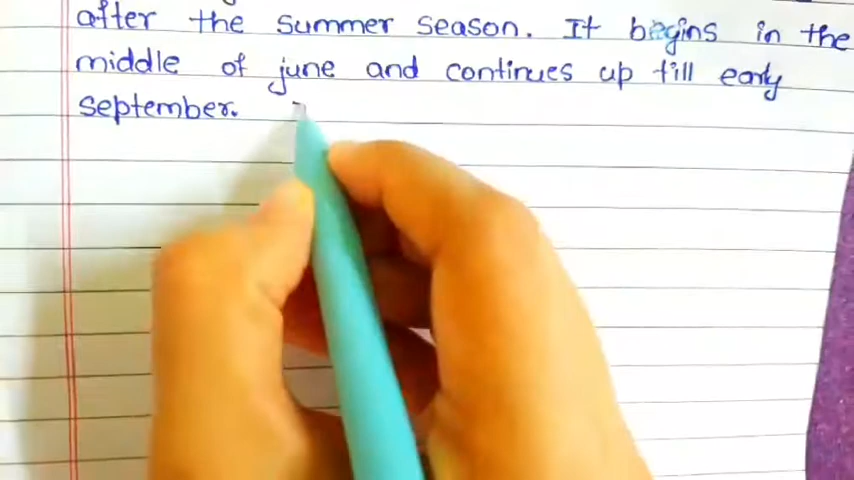 after the summer season. It begins in the
middle of june and continues up till early
september.